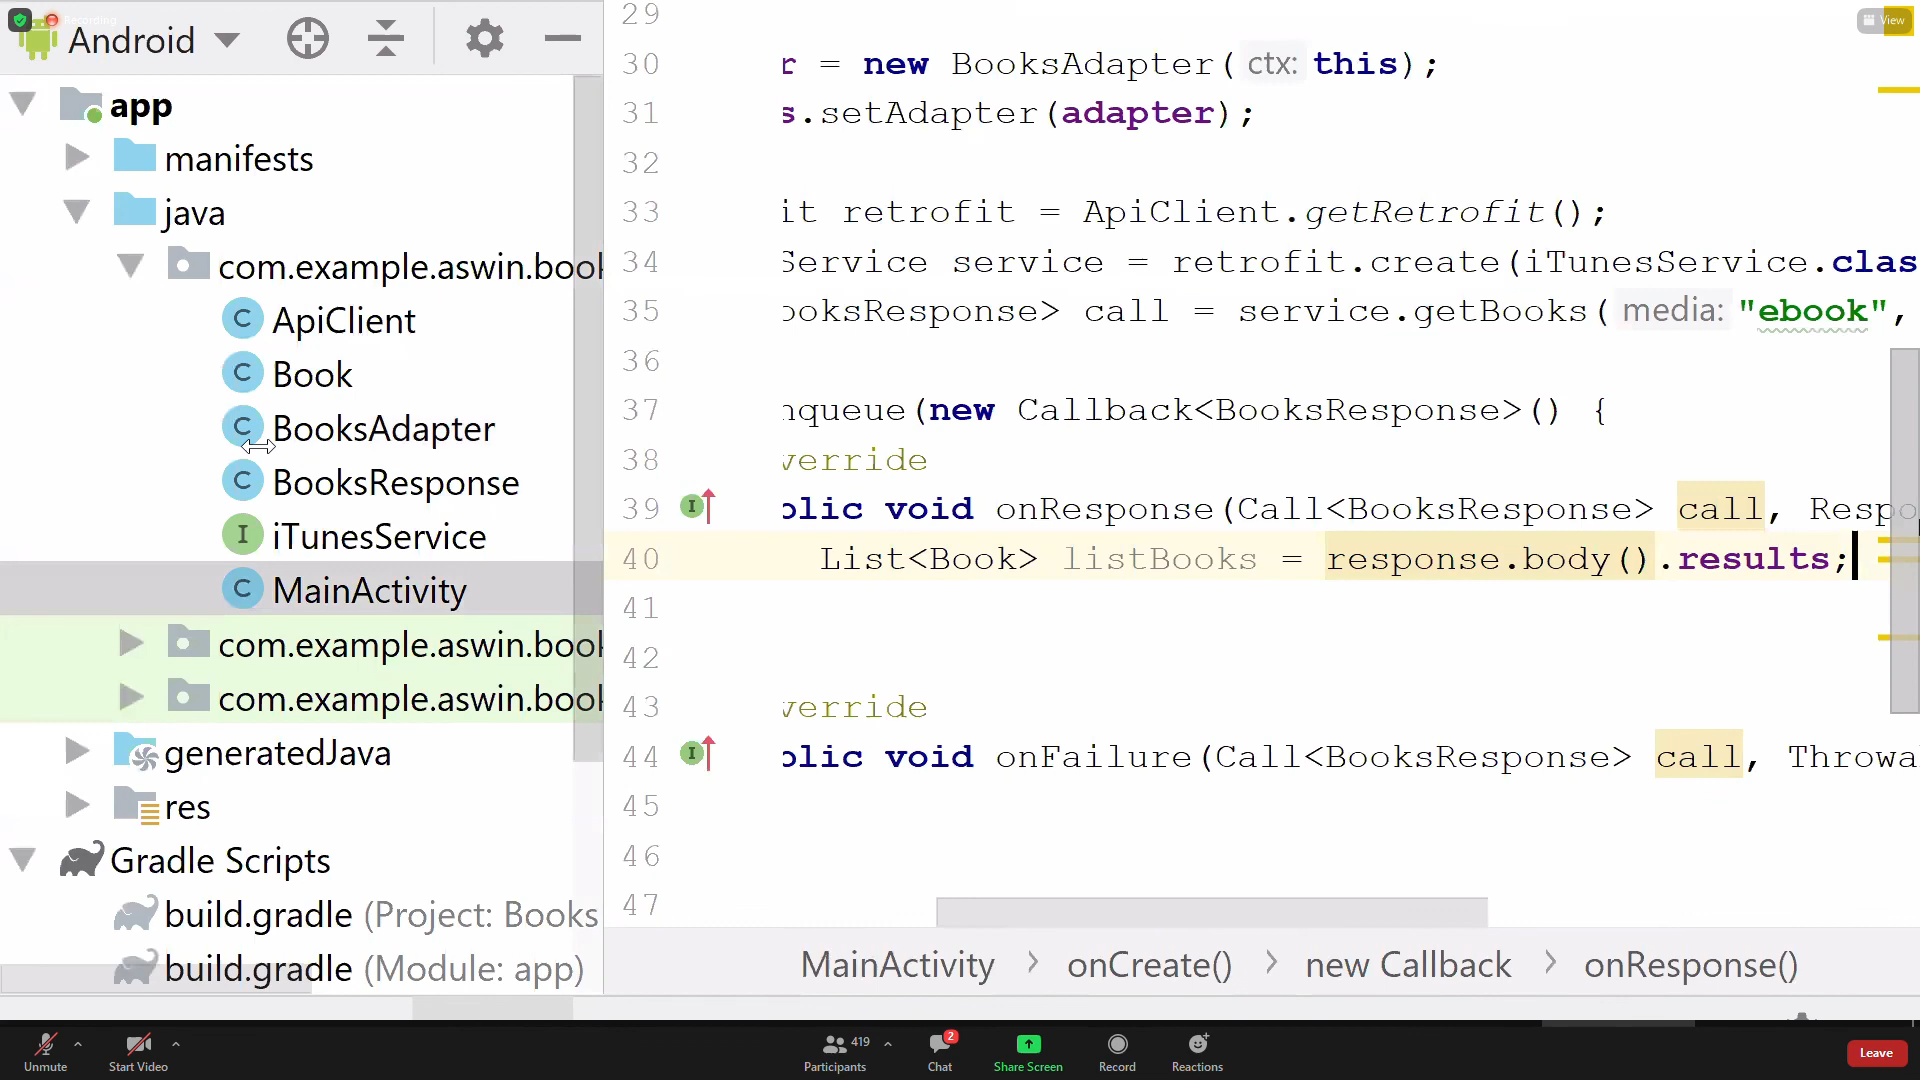 Recording
Android
View
app
manifests
java
com.example.aswin.book
C ApiClient
C Book
C BooksAdapter
C BooksResponse
I iTunesService
C MainActivity
com.example.aswin.book
com.example.aswin.book
generatedJava
res
Gradle Scripts
build.gradle (Project: Books
build.gradle (Module: app)
29
30 r = new BooksAdapter( ctx: this);
31 s.setAdapter(adapter);
32
33 it retrofit = ApiClient.getRetrofit();
34 Service service = retrofit.create(iTunesService.clas
35 ooksResponse> call = service.getBooks( media: "ebook",
36
37 nqueue(new Callback<BooksResponse>() {
38 verride
39 I blic void onResponse(Call<BooksResponse> call, Respo
40 List<Book> listBooks = response.body().results;
41
42
43 verride
44 I blic void onFailure(Call<BooksResponse> call, Throwa
45
46
47
MainActivity > onCreate() > new Callback > onResponse()
Unmute
Start Video
419
Participants
2
Chat
Share Screen
Record
Reactions
Leave